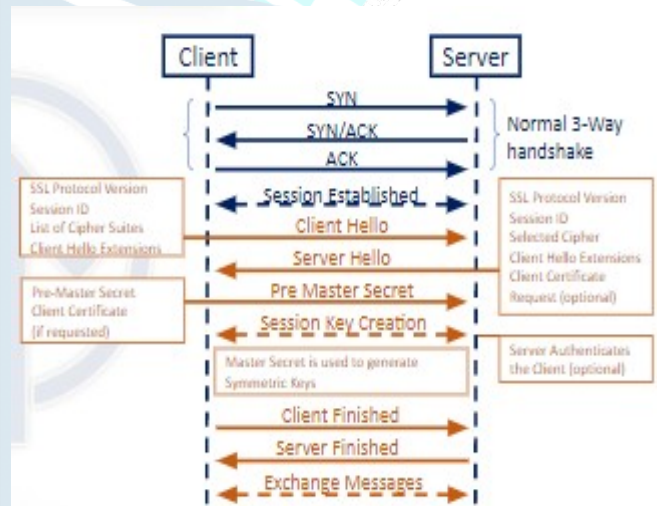 Client
Server
SYN
SYN/ACK
ACK
Normal 3-Way
handshake
Session Established
SSL Protocol Version
Session ID
List of Cipher Suites
Client Hello Extensions
Client Hello
SSL Protocol Version
Session ID
Selected Cipher
Client Hello Extensions
Client Certificate
Request (optional)
Server Hello
Pre-Master Secret
Client Certificate
(if requested)
Pre Master Secret
Session Key Creation
Server Authenticates
the Client (optional)
Master Secret is used to generate
Symmetric Keys
Client Finished
Server Finished
Exchange Messages